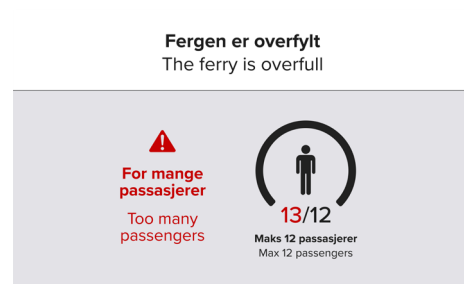 Fergen er overfylt
The ferry is overfull
For mange
passasjerer
Too many
passengers
13/12
Maks 12 passasjerer
Max 12 passengers